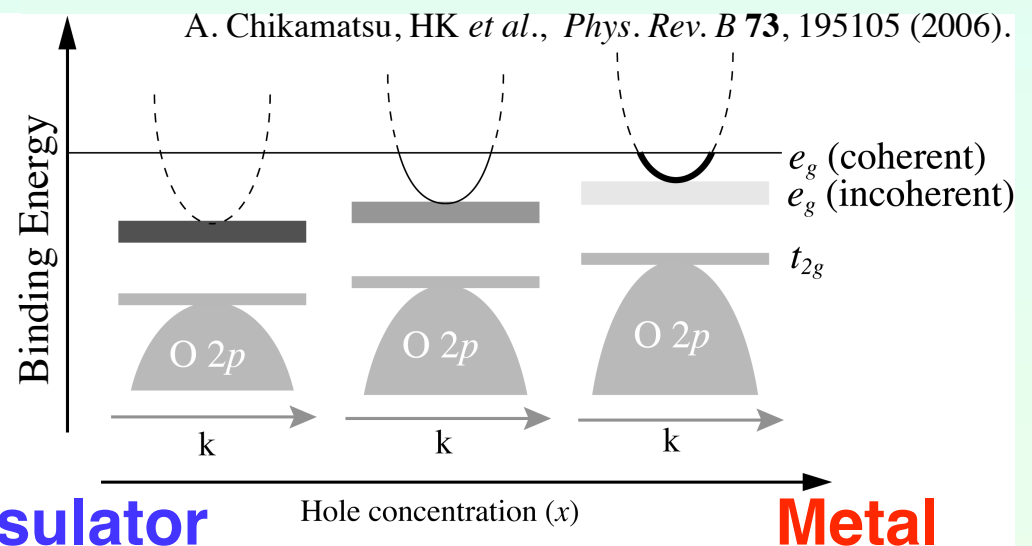 A. Chikamatsu, HK et al., Phys. Rev. B 73, 195105 (2006).
Binding Energy
e_g (coherent)
e_g (incoherent)
t_2g
O 2p
O 2p
O 2p
k
k
k
Hole concentration (x)
sulator
Metal